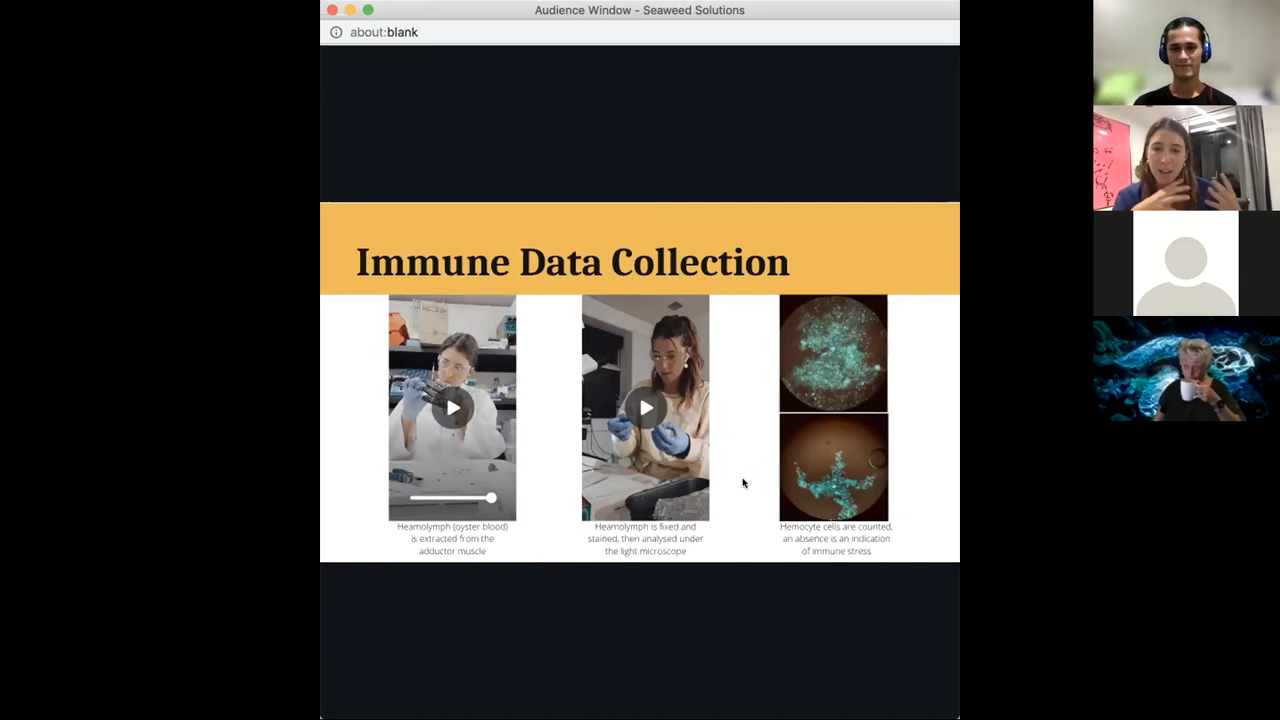 Audience Window - Seaweed Solutions
about:blank
Immune Data Collection
Heamolymph (oyster blood)
is extracted from the
adductor muscle
Heamolymph is fixed and
stained, then analysed under
the light microscope
Hemocyte cells are counted,
an absence is an indication
of immune stress